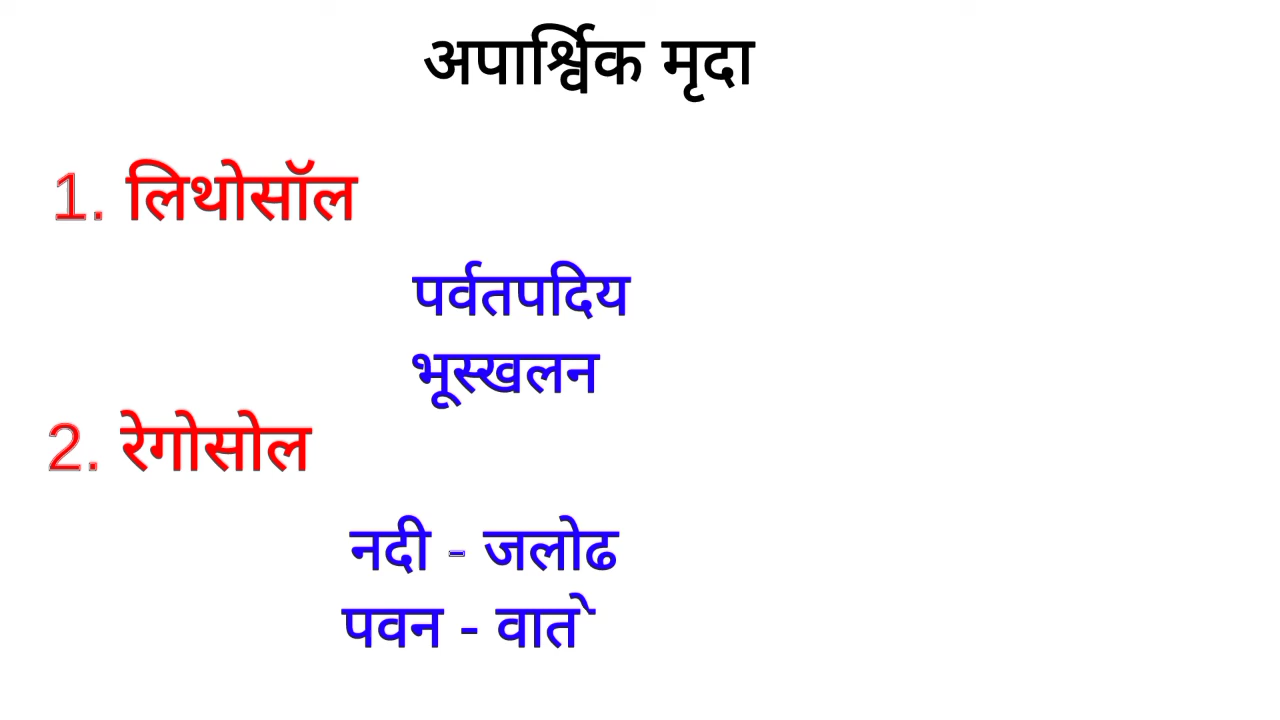 अपार्श्विक मृदा
1. लिथोसॉल
पर्वतपदिय
भूस्खलन
2. रेगोसोल
नदी - जलोढ
पवन - वात`